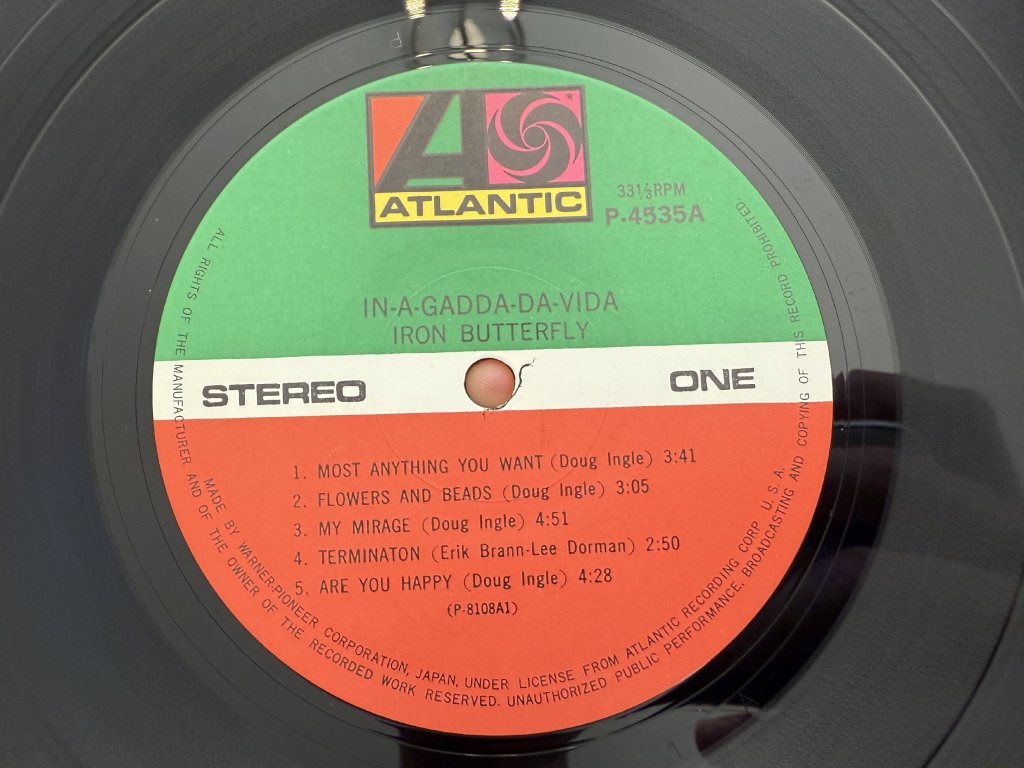 ATLANTIC
33⅓RPM
P-4535A
IN-A-GADDA-DA-VIDA
IRON BUTTERFLY
STEREO
ONE
1. MOST ANYTHING YOU WANT (Doug Ingle) 3:41
2. FLOWERS AND BEADS (Doug Ingle) 3:05
3. MY MIRAGE (Doug Ingle) 4:51
4. TERMINATON (Erik Brann-Lee Dorman) 2:50
5. ARE YOU HAPPY (Doug Ingle) 4:28
(P-8108A1)
MADE BY WARNER-PIONEER CORPORATION, JAPAN, UNDER LICENSE FROM ATLANTIC RECORDING CORP U. S. A.
ALL RIGHTS OF THE MANUFACTURER AND OF THE OWNER OF THE RECORDED WORK RESERVED. UNAUTHORIZED PUBLIC PERFORMANCE, BROADCASTING AND COPYING OF THIS RECORD PROHIBITED.